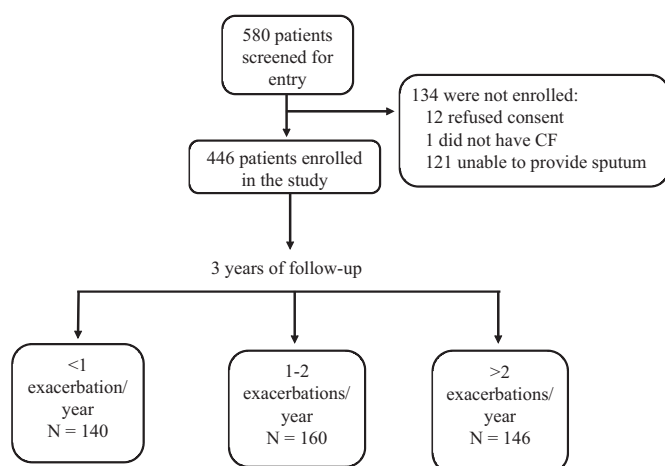 580 patients
screened for
entry
134 were not enrolled:
12 refused consent
1 did not have CF
121 unable to provide sputum
446 patients enrolled
in the study
3 years of follow-up
<1
exacerbation/
year
N = 140
1-2
exacerbations/
year
N = 160
>2
exacerbations/
year
N = 146